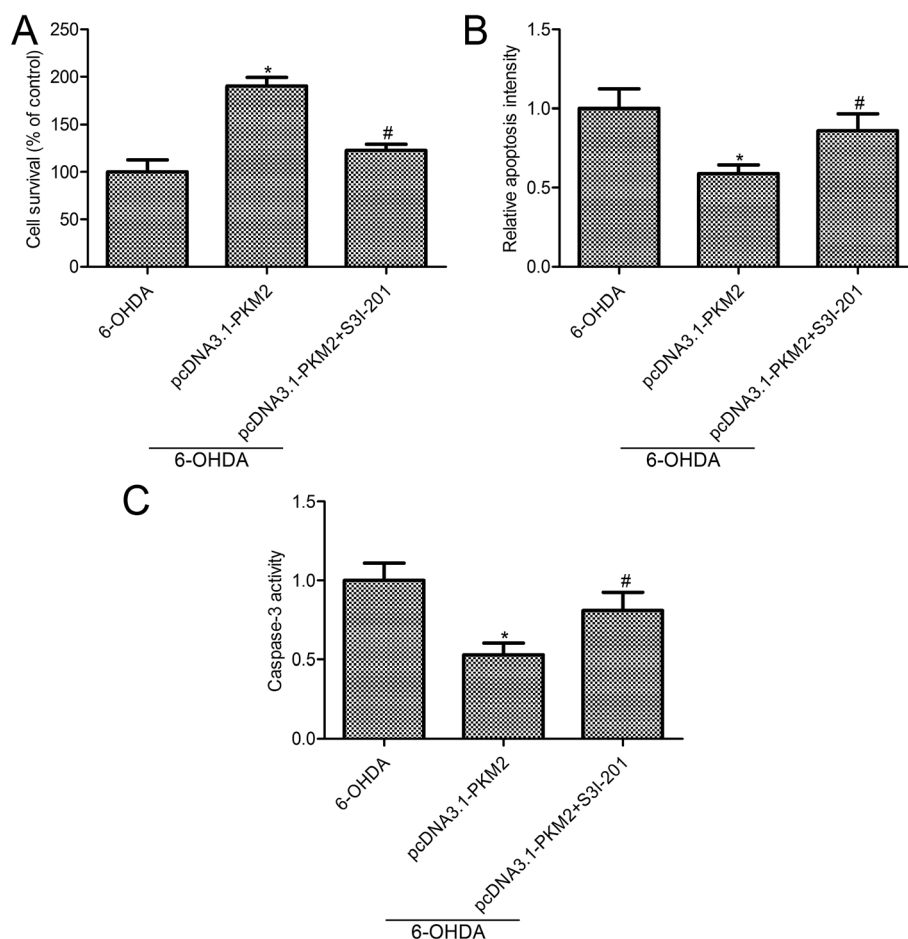 A
Cell survival (% of control)
250
200
150
100
50
0
*
#
6-OHDA
pcDNA3.1-PKM2
pcDNA3.1-PKM2+S3I-201
6-OHDA
B
Relative apoptosis intensity
1.5
1.0
0.5
0.0
*
#
6-OHDA
pcDNA3.1-PKM2
pcDNA3.1-PKM2+S3I-201
6-OHDA
C
Caspase-3 activity
1.5
1.0
0.5
0.0
*
#
6-OHDA
pcDNA3.1-PKM2
pcDNA3.1-PKM2+S3I-201
6-OHDA